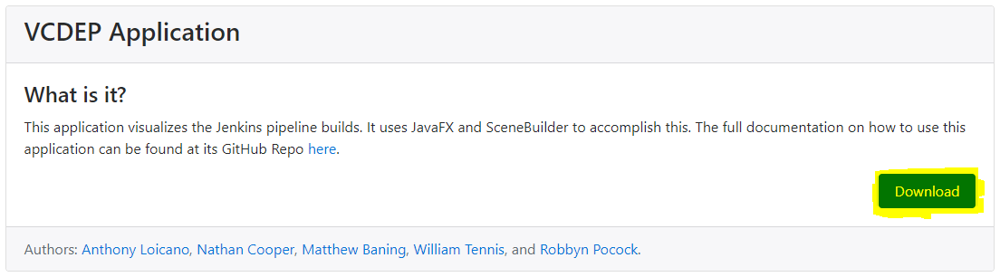 VCDEP Application
What is it?
This application visualizes the Jenkins pipeline builds. It uses JavaFX and SceneBuilder to accomplish this. The full documentation on how to use this
application can be found at its GitHub Repo here.
Download
Authors: Anthony Loicano, Nathan Cooper, Matthew Baning, William Tennis, and Robbyn Pocock.